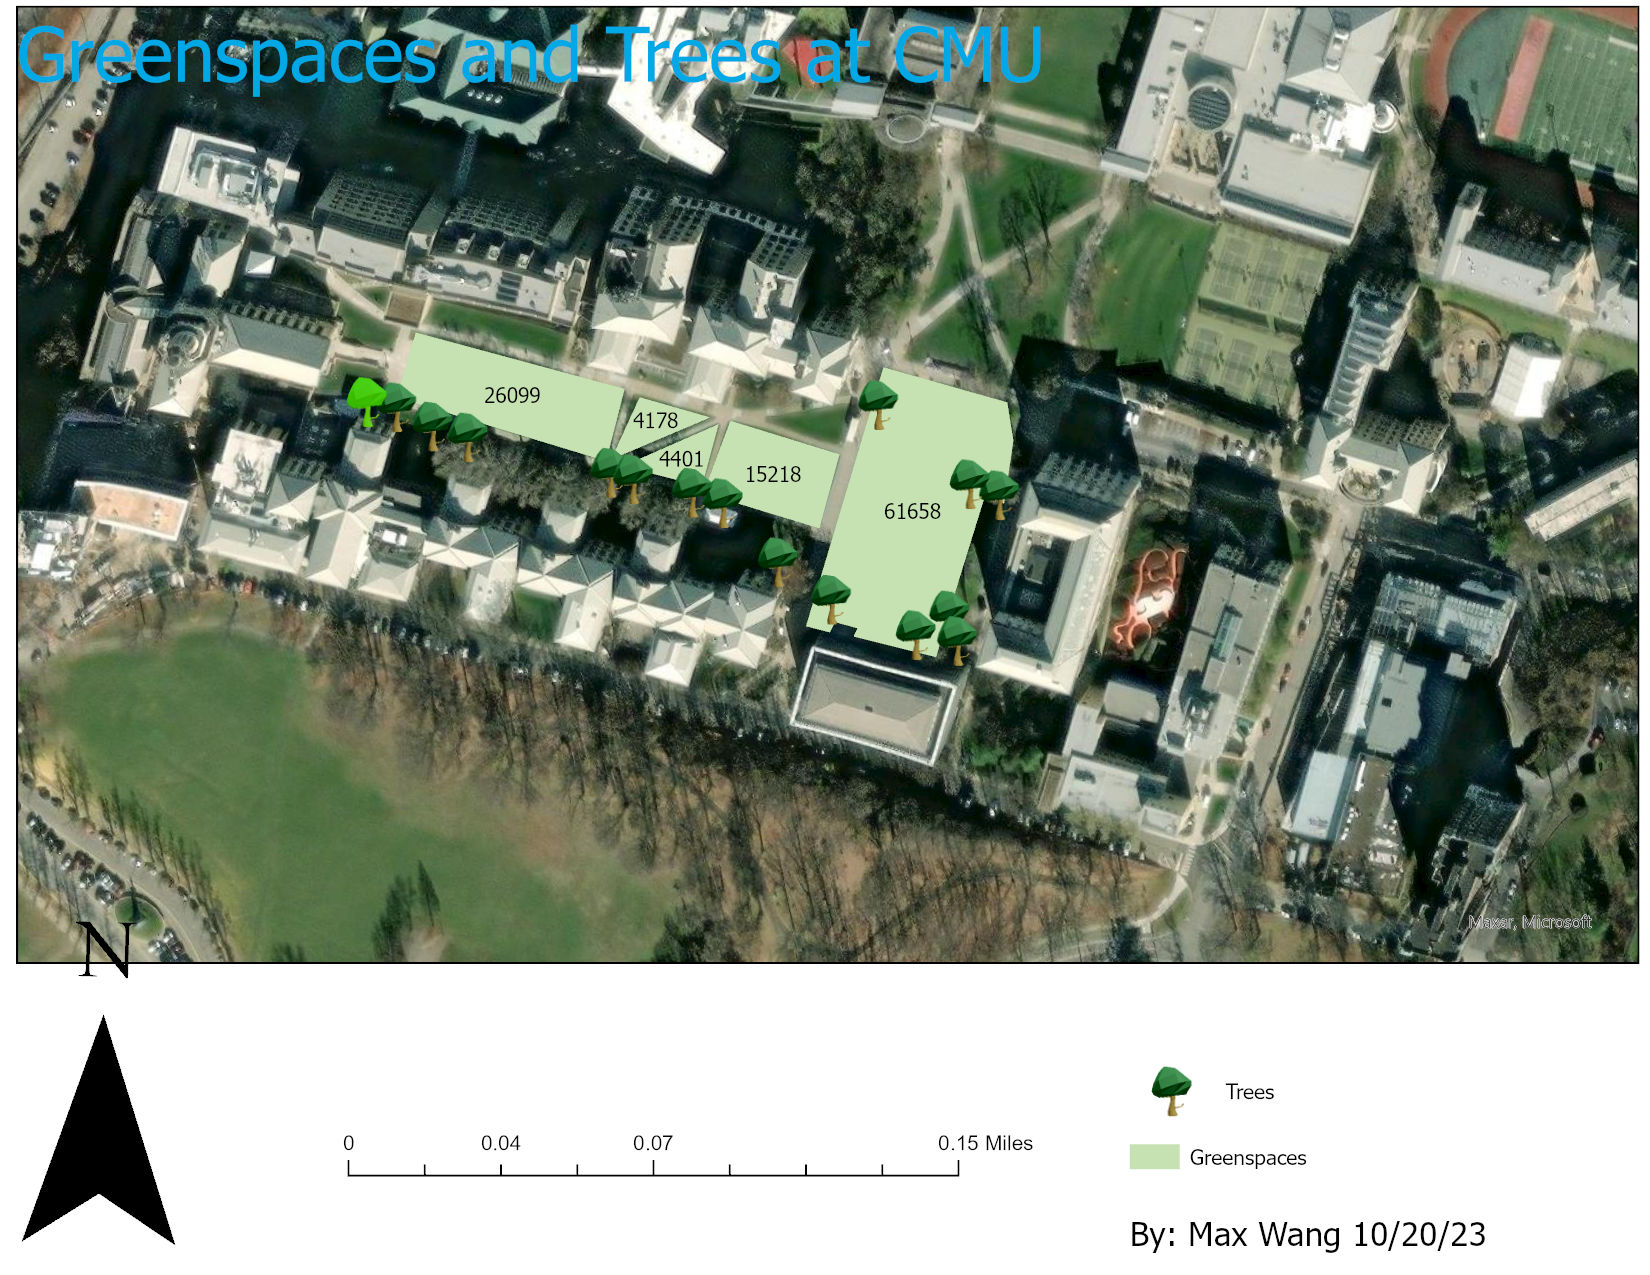 Greenspaces and Trees at CMU
26099
4178
4401
15218
61658
Maxar, Microsoft
N
0 0.04 0.07 0.15 Miles
Trees
Greenspaces
By: Max Wang 10/20/23